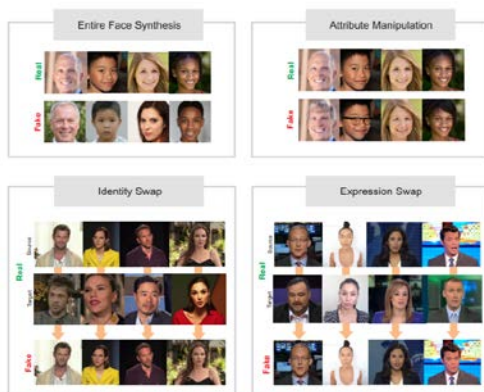 Entire Face Synthesis
Real
Fake
Attribute Manipulation
Real
Fake
Identity Swap
Source
Real
Target
Fake
Expression Swap
Source
Real
Target
Fake